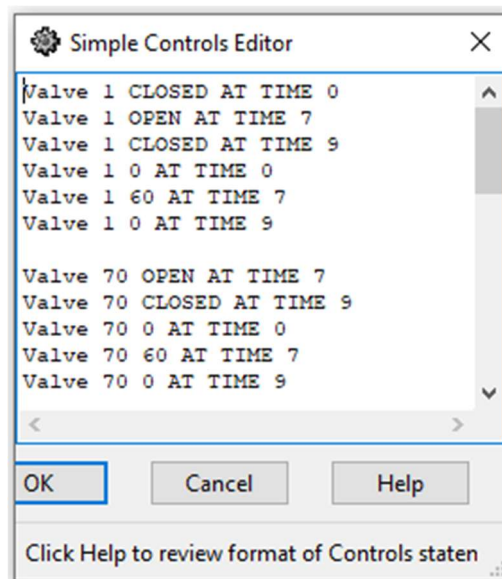 Simple Controls Editor
Valve 1 CLOSED AT TIME 0
Valve 1 OPEN AT TIME 7
Valve 1 CLOSED AT TIME 9
Valve 1 0 AT TIME 0
Valve 1 60 AT TIME 7
Valve 1 0 AT TIME 9
Valve 70 OPEN AT TIME 7
Valve 70 CLOSED AT TIME 9
Valve 70 0 AT TIME 0
Valve 70 60 AT TIME 7
Valve 70 0 AT TIME 9
OK Cancel Help
Click Help to review format of Controls staten